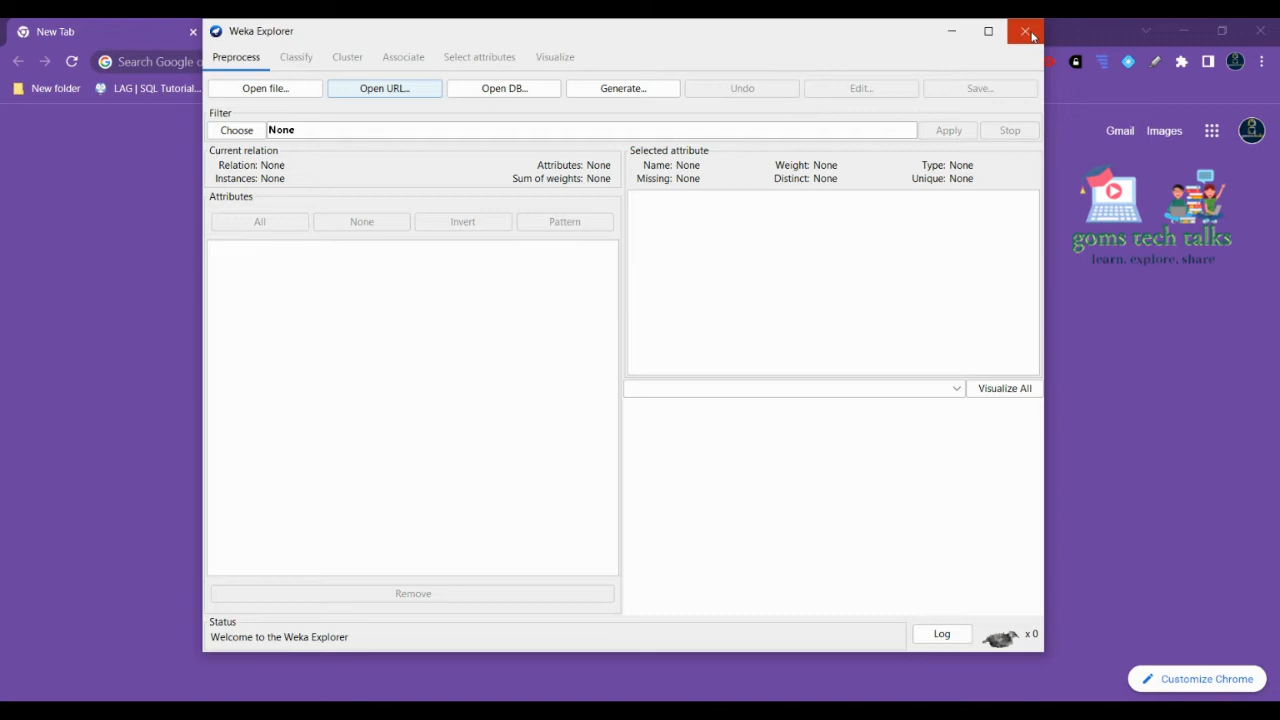 New Tab
Weka Explorer
Search Google o
Preprocess Classify Cluster Associate Select attributes Visualize
New folder LAG | SQL Tutorial...
Open file... Open URL... Open DB... Generate... Undo Edit... Save...
Filter
Choose None Apply Stop
Gmail Images
Current relation
Relation: None Attributes: None
Instances: None Sum of weights: None
Selected attribute
Name: None Weight: None Type: None
Missing: None Distinct: None Unique: None
Attributes
All None Invert Pattern
goms tech talks
learn, explore, share
Visualize All
Remove
Status
Welcome to the Weka Explorer
Log x 0
Customize Chrome